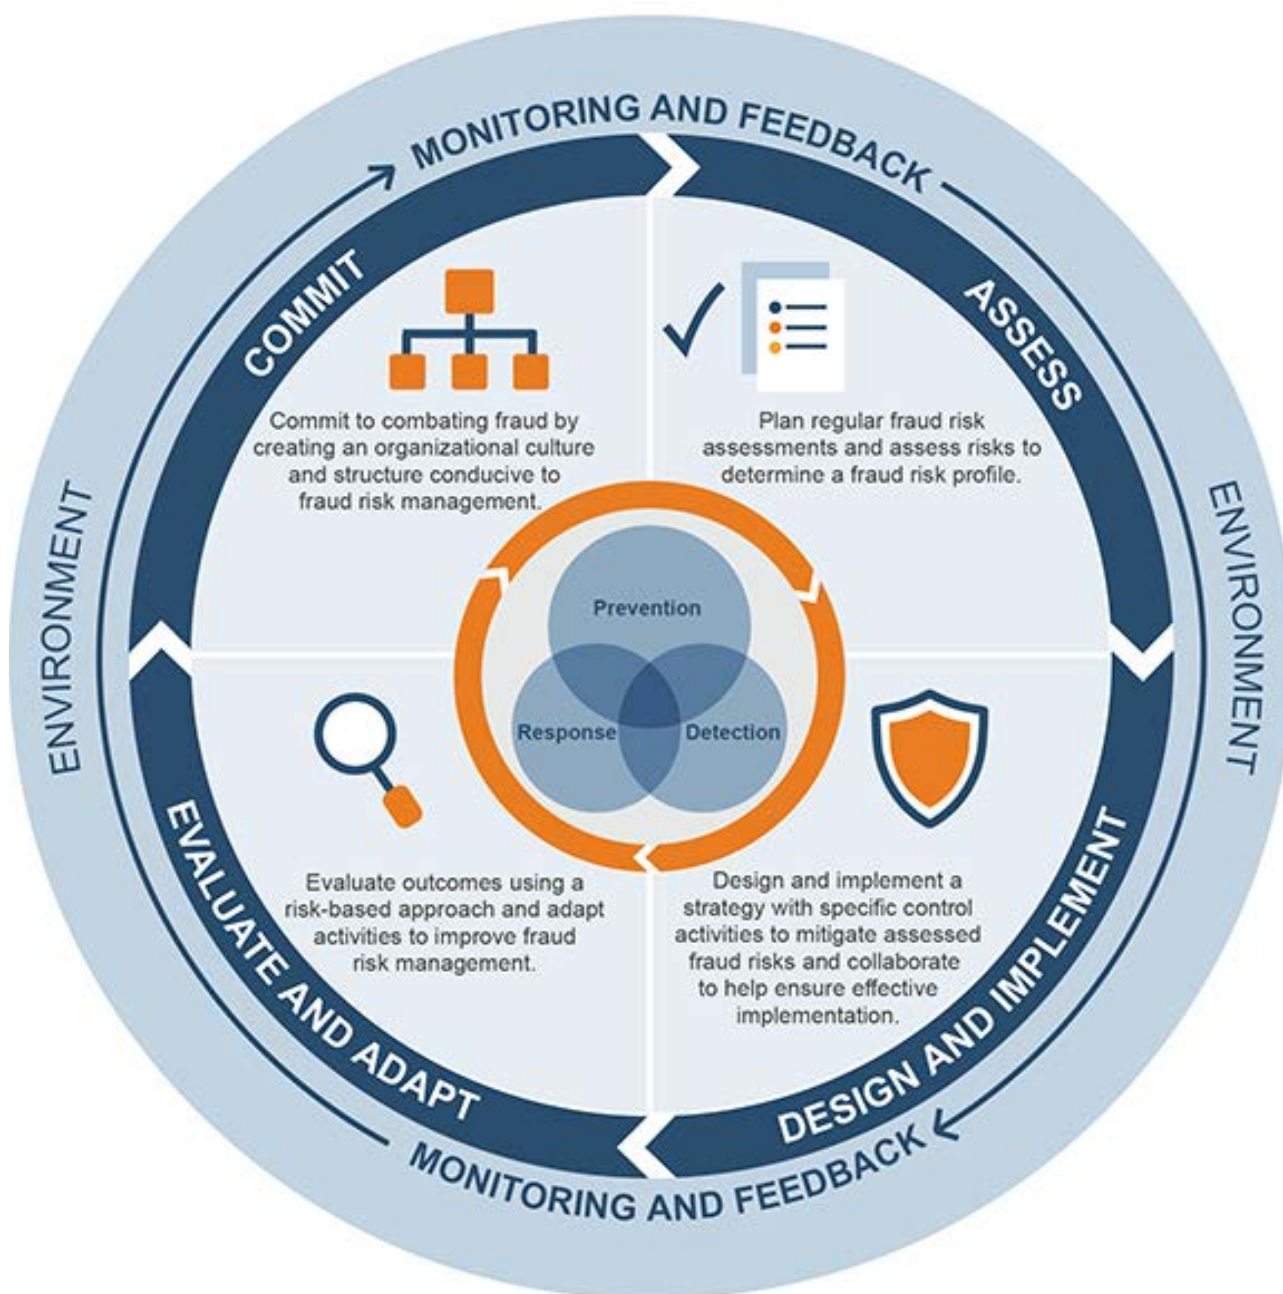 MONITORING AND FEEDBACK
COMMIT
ASSESS
Commit to combating fraud by
creating an organizational culture
and structure conducive to
fraud risk management.
Plan regular fraud risk
assessments and assess risks to
determine a fraud risk profile.
ENVIRONMENT
ENVIRONMENT
Prevention
Response
Detection
Evaluate outcomes using a
risk-based approach and adapt
activities to improve fraud
risk management.
Design and implement a
strategy with specific control
activities to mitigate assessed
fraud risks and collaborate
to help ensure effective
implementation.
EVALUATE AND ADAPT
DESIGN AND IMPLEMENT
MONITORING AND FEEDBACK